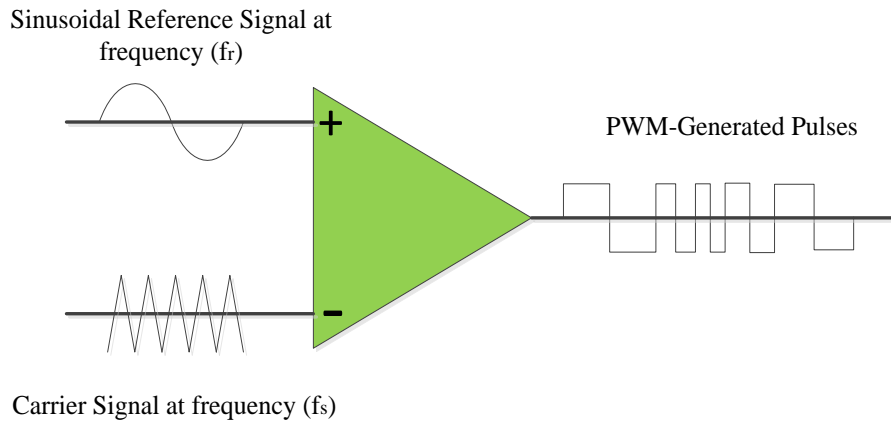 Sinusoidal Reference Signal at
frequency (fr)
+
PWM-Generated Pulses
-
Carrier Signal at frequency (fs)